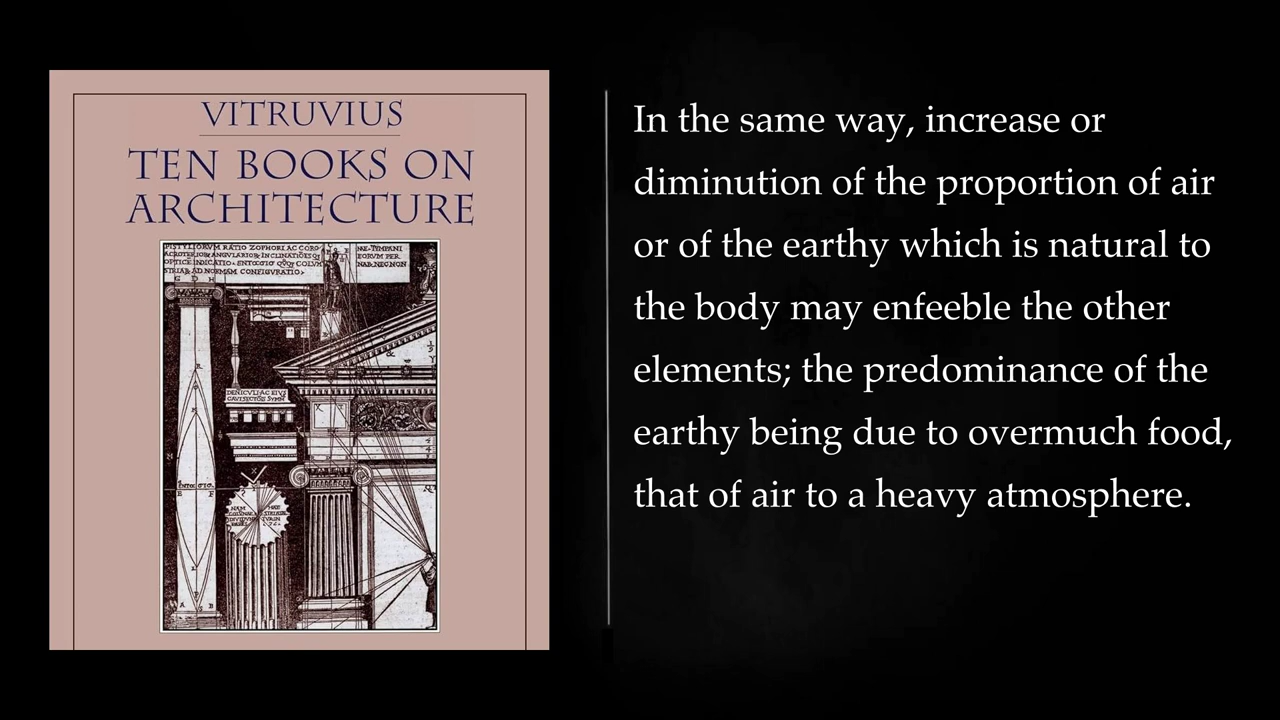 VITRUVIUS
TEN BOOKS ON
ARCHITECTURE
In the same way, increase or
diminution of the proportion of air
or of the earthy which is natural to
the body may enfeeble the other
elements; the predominance of the
earthy being due to overmuch food,
that of air to a heavy atmosphere.